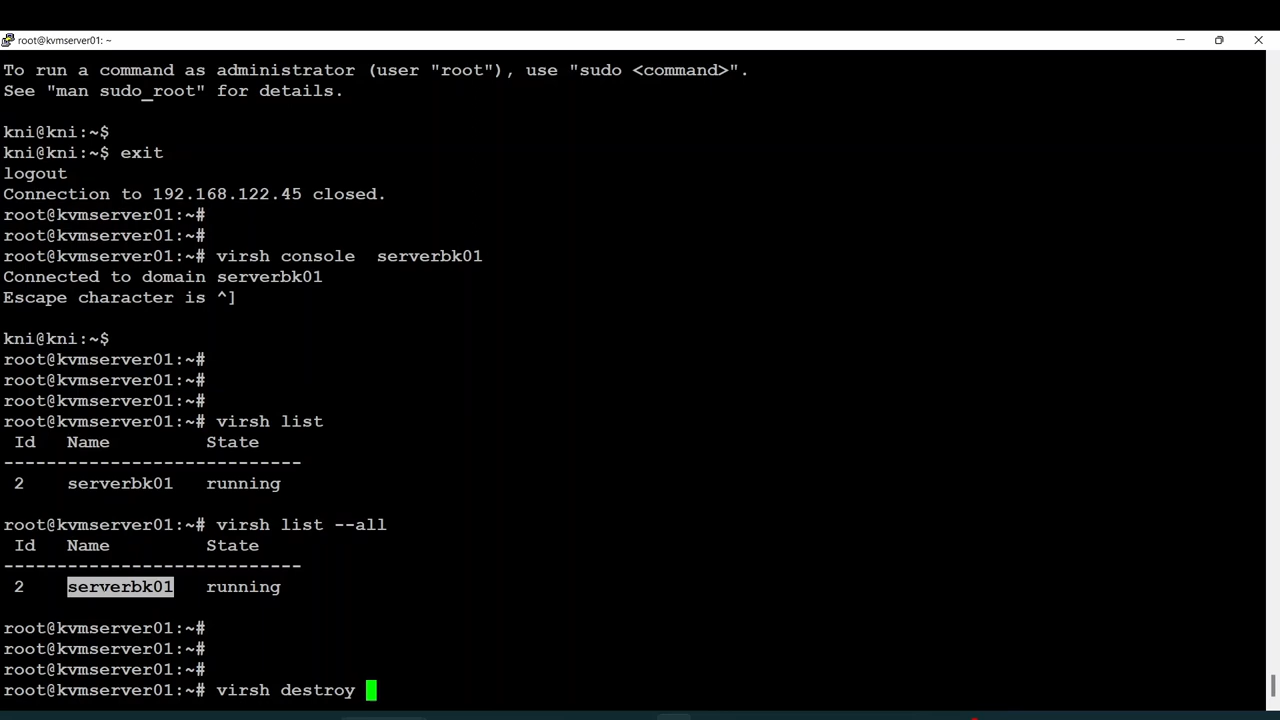 root@kvmserver01: ~
To run a command as administrator (user "root"), use "sudo <command>".
See "man sudo_root" for details.
kni@kni:~$
kni@kni:~$ exit
logout
Connection to 192.168.122.45 closed.
root@kvmserver01:~#
root@kvmserver01:~#
root@kvmserver01:~# virsh console  serverbk01
Connected to domain serverbk01
Escape character is ^]
kni@kni:~$
root@kvmserver01:~#
root@kvmserver01:~#
root@kvmserver01:~#
root@kvmserver01:~# virsh list
 Id   Name         State
----------------------------
 2    serverbk01   running
root@kvmserver01:~# virsh list --all
 Id   Name         State
----------------------------
 2    serverbk01   running
root@kvmserver01:~#
root@kvmserver01:~#
root@kvmserver01:~#
root@kvmserver01:~# virsh destroy